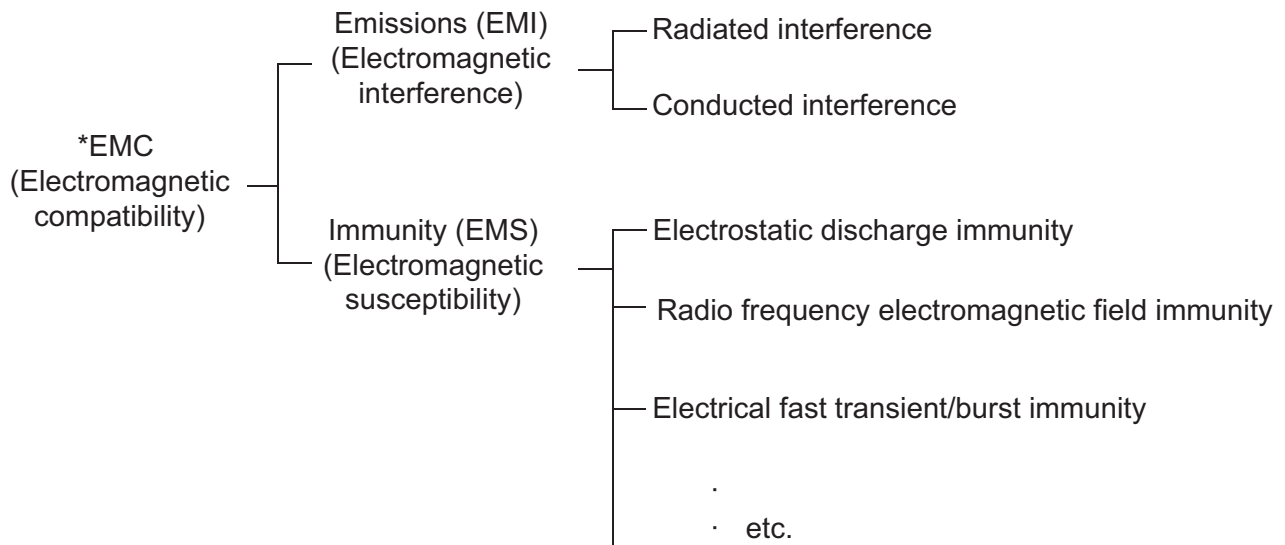 *EMC
(Electromagnetic
compatibility)
Emissions (EMI)
(Electromagnetic
interference)
Radiated interference
Conducted interference
Immunity (EMS)
(Electromagnetic
susceptibility)
Electrostatic discharge immunity
Radio frequency electromagnetic field immunity
Electrical fast transient/burst immunity
·
· etc.